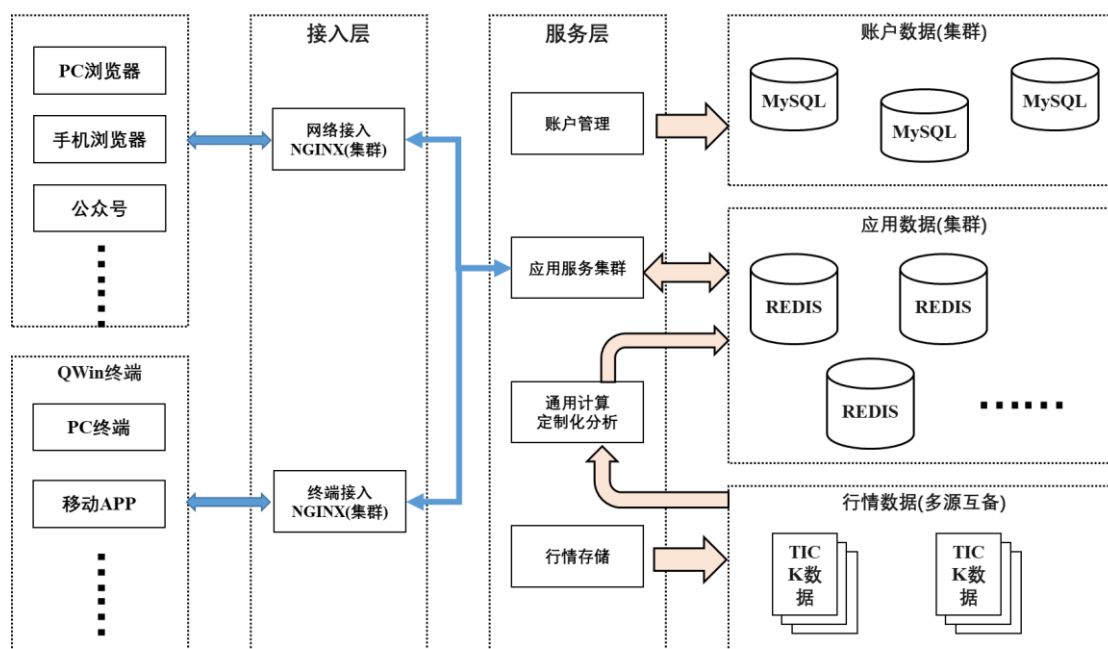 PC浏览器
手机浏览器
公众号
QWin终端
PC终端
移动APP
接入层
网络接入
NGINX(集群)
终端接入
NGINX(集群)
服务层
账户管理
应用服务集群
通用计算
定制化分析
行情存储
账户数据(集群)
MySQL
MySQL
MySQL
应用数据(集群)
REDIS
REDIS
REDIS
行情数据(多源互备)
TIC
K数
据
TIC
K数
据